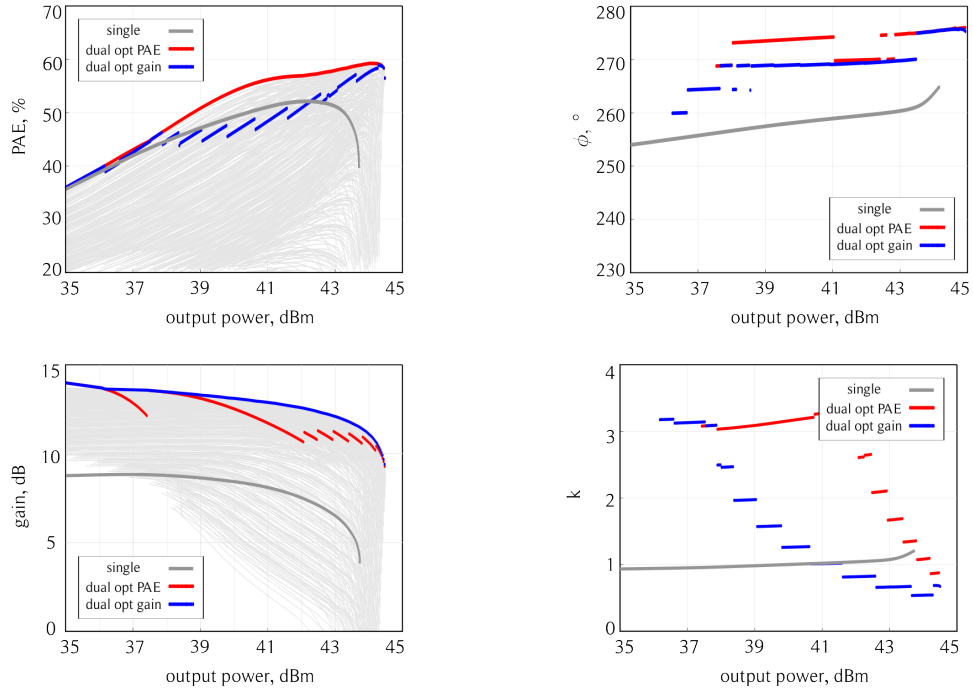 70
60
50
40
30
20
PAE, %
single
dual opt PAE
dual opt gain
35
37
39
41
43
45
output power, dBm
280
270
260
250
240
230
ϕ, °
single
dual opt PAE
dual opt gain
35
37
39
41
43
45
output power, dBm
15
10
5
0
gain, dB
single
dual opt PAE
dual opt gain
35
37
39
41
43
45
output power, dBm
4
3
2
1
0
k
single
dual opt PAE
dual opt gain
35
37
39
41
43
45
output power, dBm